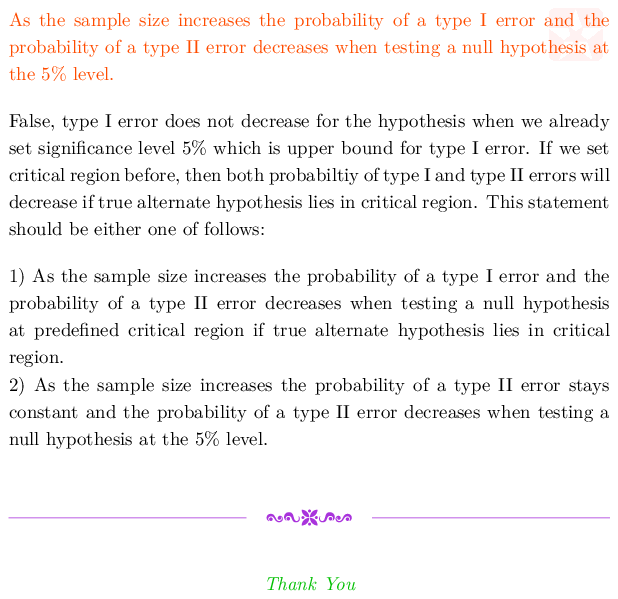 As the sample size increases the probability of a type I error and the
probability of a type II error decreases when testing a null hypothesis at
the 5% level.
False, type I error does not decrease for the hypothesis when we already
set significance level 5% which is upper bound for type I error. If we set
critical region before, then both probabiltiy of type I and type II errors will
decrease if true alternate hypothesis lies in critical region. This statement
should be either one of follows:
1) As the sample size increases the probability of a type I error and the
probability of a type II error decreases when testing a null hypothesis
at predefined critical region if true alternate hypothesis lies in critical
region.
2) As the sample size increases the probability of a type II error stays
constant and the probability of a type II error decreases when testing a
null hypothesis at the 5% level.
Thank You